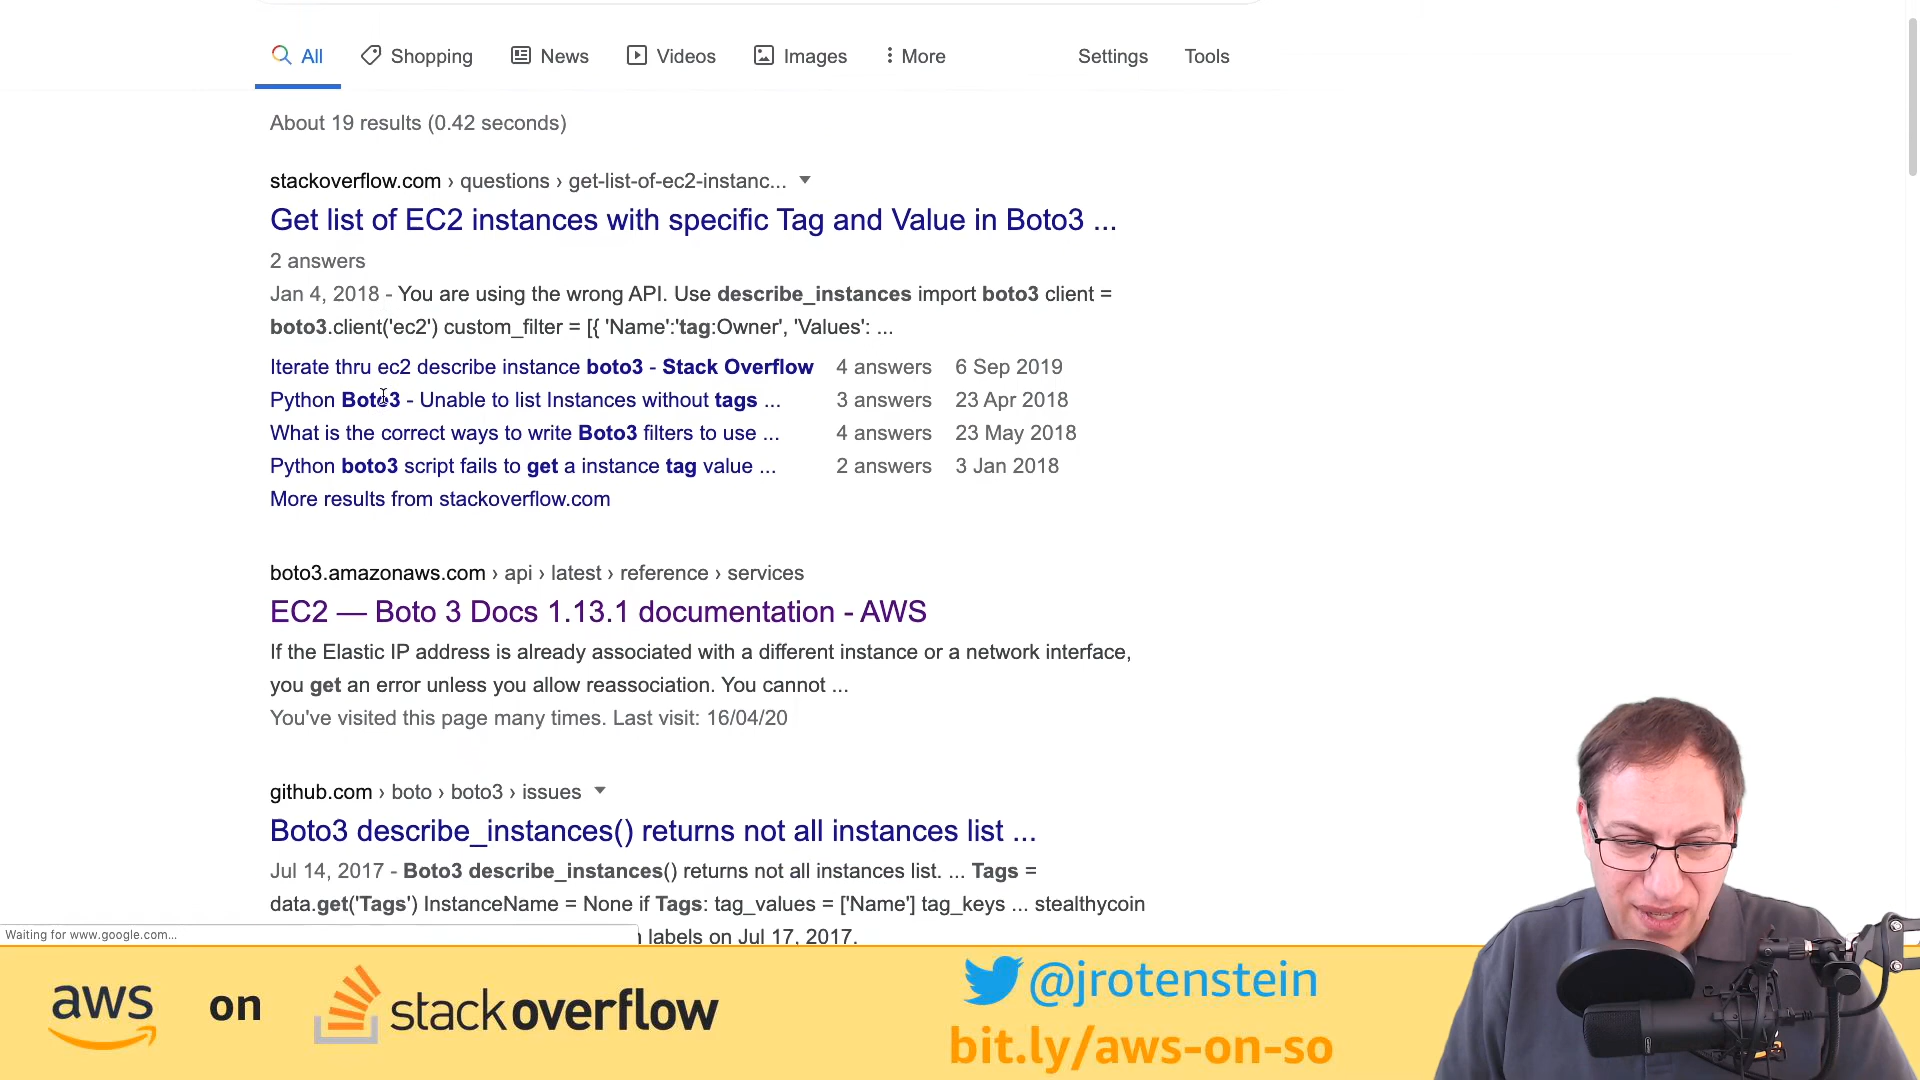 All
Shopping
News
Videos
Images
More
Settings
Tools
About 19 results (0.42 seconds)
stackoverflow.com › questions › get-list-of-ec2-instanc...
Get list of EC2 instances with specific Tag and Value in Boto3 ...
2 answers
Jan 4, 2018 - You are using the wrong API. Use describe_instances import boto3 client =
boto3.client('ec2') custom_filter = [{ 'Name':'tag:Owner', 'Values': ...
Iterate thru ec2 describe instance boto3 - Stack Overflow 4 answers 6 Sep 2019
Python Boto3 - Unable to list Instances without tags ... 3 answers 23 Apr 2018
What is the correct ways to write Boto3 filters to use ... 4 answers 23 May 2018
Python boto3 script fails to get a instance tag value ... 2 answers 3 Jan 2018
More results from stackoverflow.com
boto3.amazonaws.com › api › latest › reference › services
EC2 — Boto 3 Docs 1.13.1 documentation - AWS
If the Elastic IP address is already associated with a different instance or a network interface,
you get an error unless you allow reassociation. You cannot ...
You've visited this page many times. Last visit: 16/04/20
github.com › boto › boto3 › issues
Boto3 describe_instances() returns not all instances list ...
Jul 14, 2017 - Boto3 describe_instances() returns not all instances list. ... Tags =
data.get('Tags') InstanceName = None if Tags: tag_values = ['Name'] tag_keys ... stealthycoin
labels on Jul 17, 2017.
Waiting for www.google.com...
aws on stackoverflow
@jrotenstein
bit.ly/aws-on-so